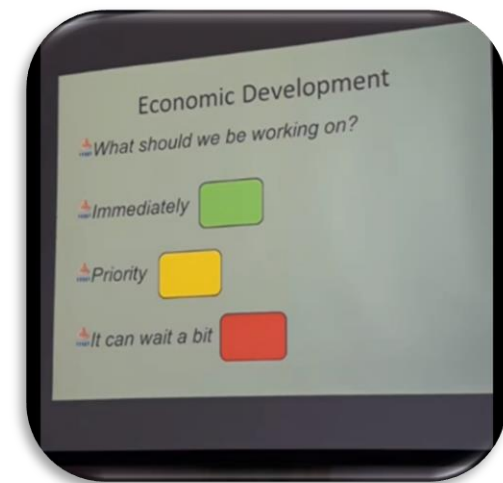 Economic Development
What should we be working on?
Immediately
Priority
It can wait a bit